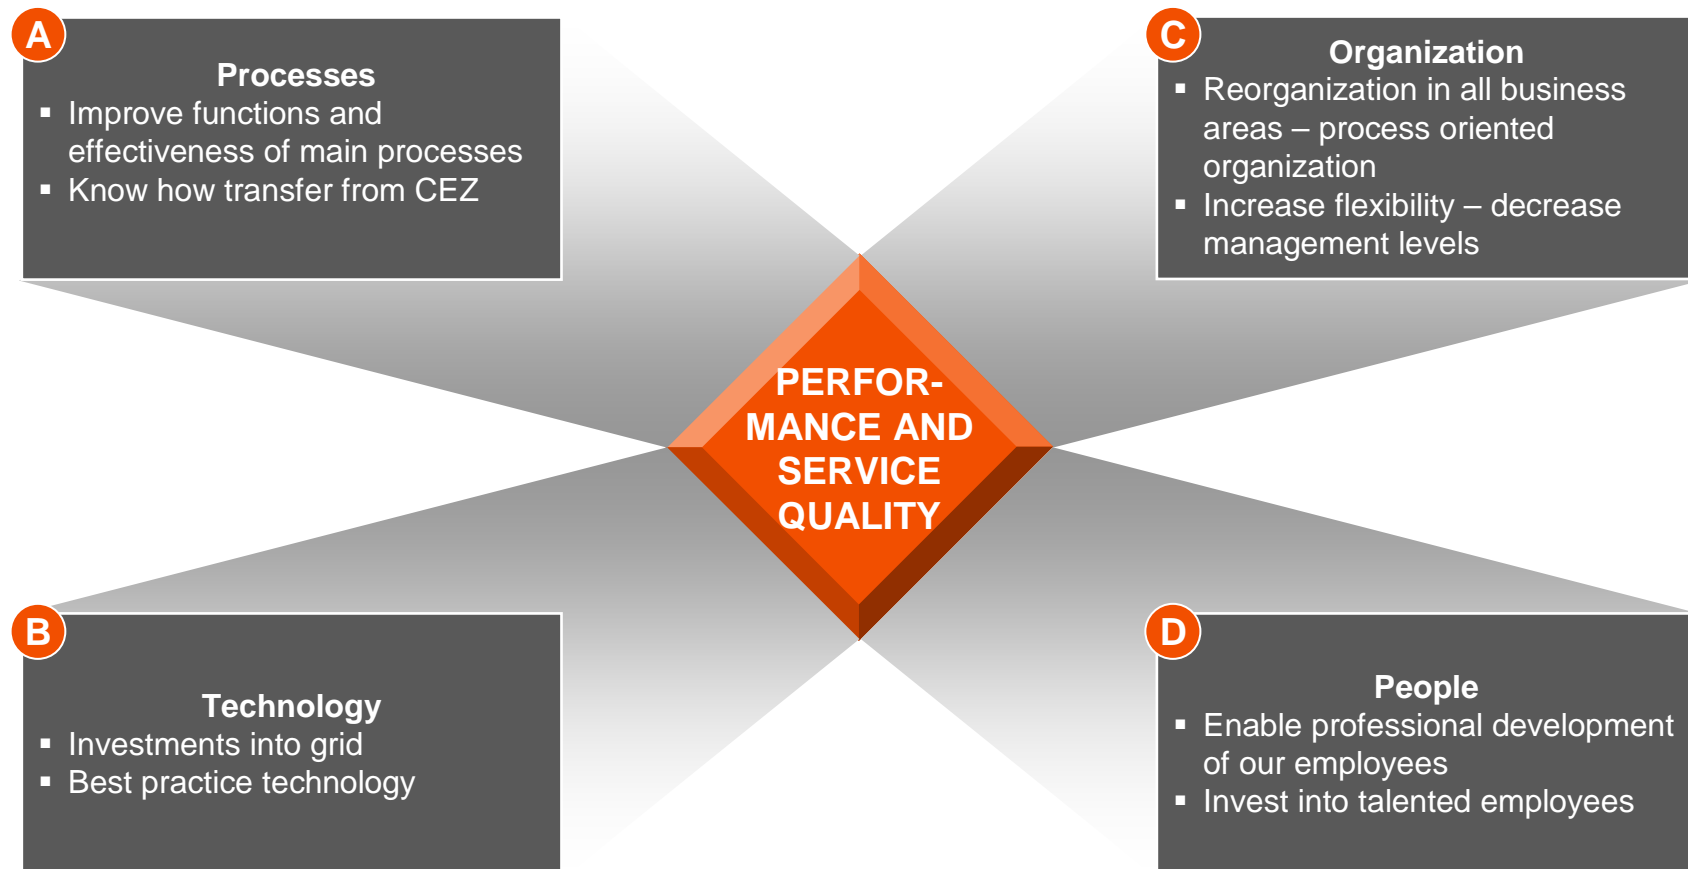 A
Processes
▪ Improve functions and
effectiveness of main processes
▪ Know how transfer from CEZ
C
Organization
▪ Reorganization in all business
areas – process oriented
organization
▪ Increase flexibility – decrease
management levels
PERFOR-
MANCE AND
SERVICE
QUALITY
B
Technology
▪ Investments into grid
▪ Best practice technology
D
People
▪ Enable professional development
of our employees
▪ Invest into talented employees